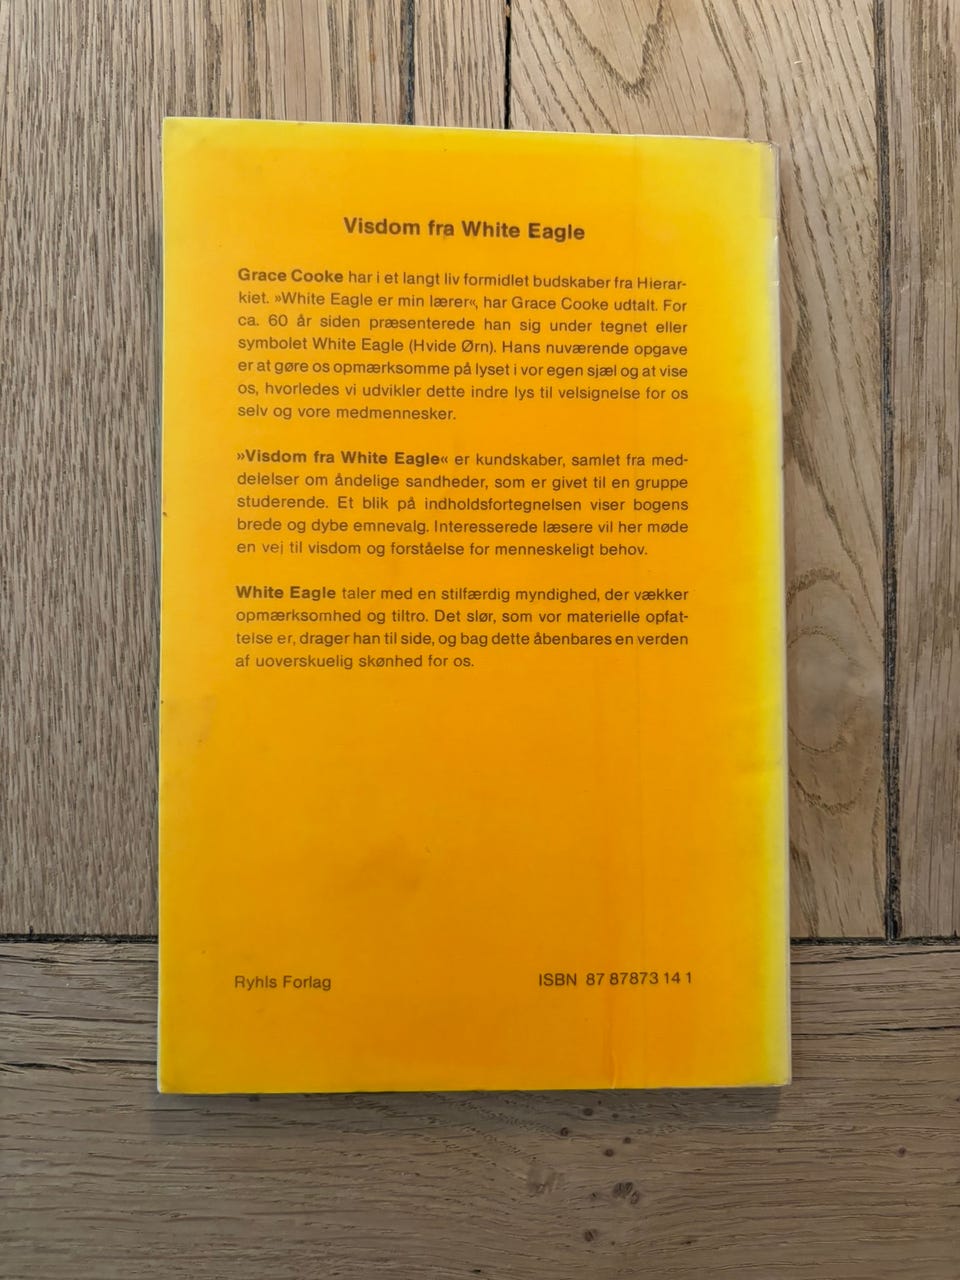 Visdom fra White Eagle
Grace Cooke har i et langt liv formidlet budskaber fra Hierar-
kiet. »White Eagle er min lærer«, har Grace Cooke udtalt. For
ca. 60 år siden præsenterede han sig under tegnet eller
symbolet White Eagle (Hvide Ørn). Hans nuværende opgave
er at gøre os opmærksomme på lyset i vor egen sjæl og at vise
os, hvorledes vi udvikler dette indre lys til velsignelse for os
selv og vore medmennesker.
»Visdom fra White Eagle« er kundskaber, samlet fra med-
delelser om åndelige sandheder, som er givet til en gruppe
studerende. Et blik på indholdsfortegnelsen viser bogens
brede og dybe emnevalg. Interesserede læsere vil her møde
en vej til visdom og forståelse for menneskeligt behov.
White Eagle taler med en stilfærdig myndighed, der vækker
opmærksomhed og tiltro. Det slør, som vor materielle opfat-
telse er, drager han til side, og bag dette åbenbares en verden
af uoverskuelig skønhed for os.
Ryhls Forlag
ISBN 87 87873 14 1